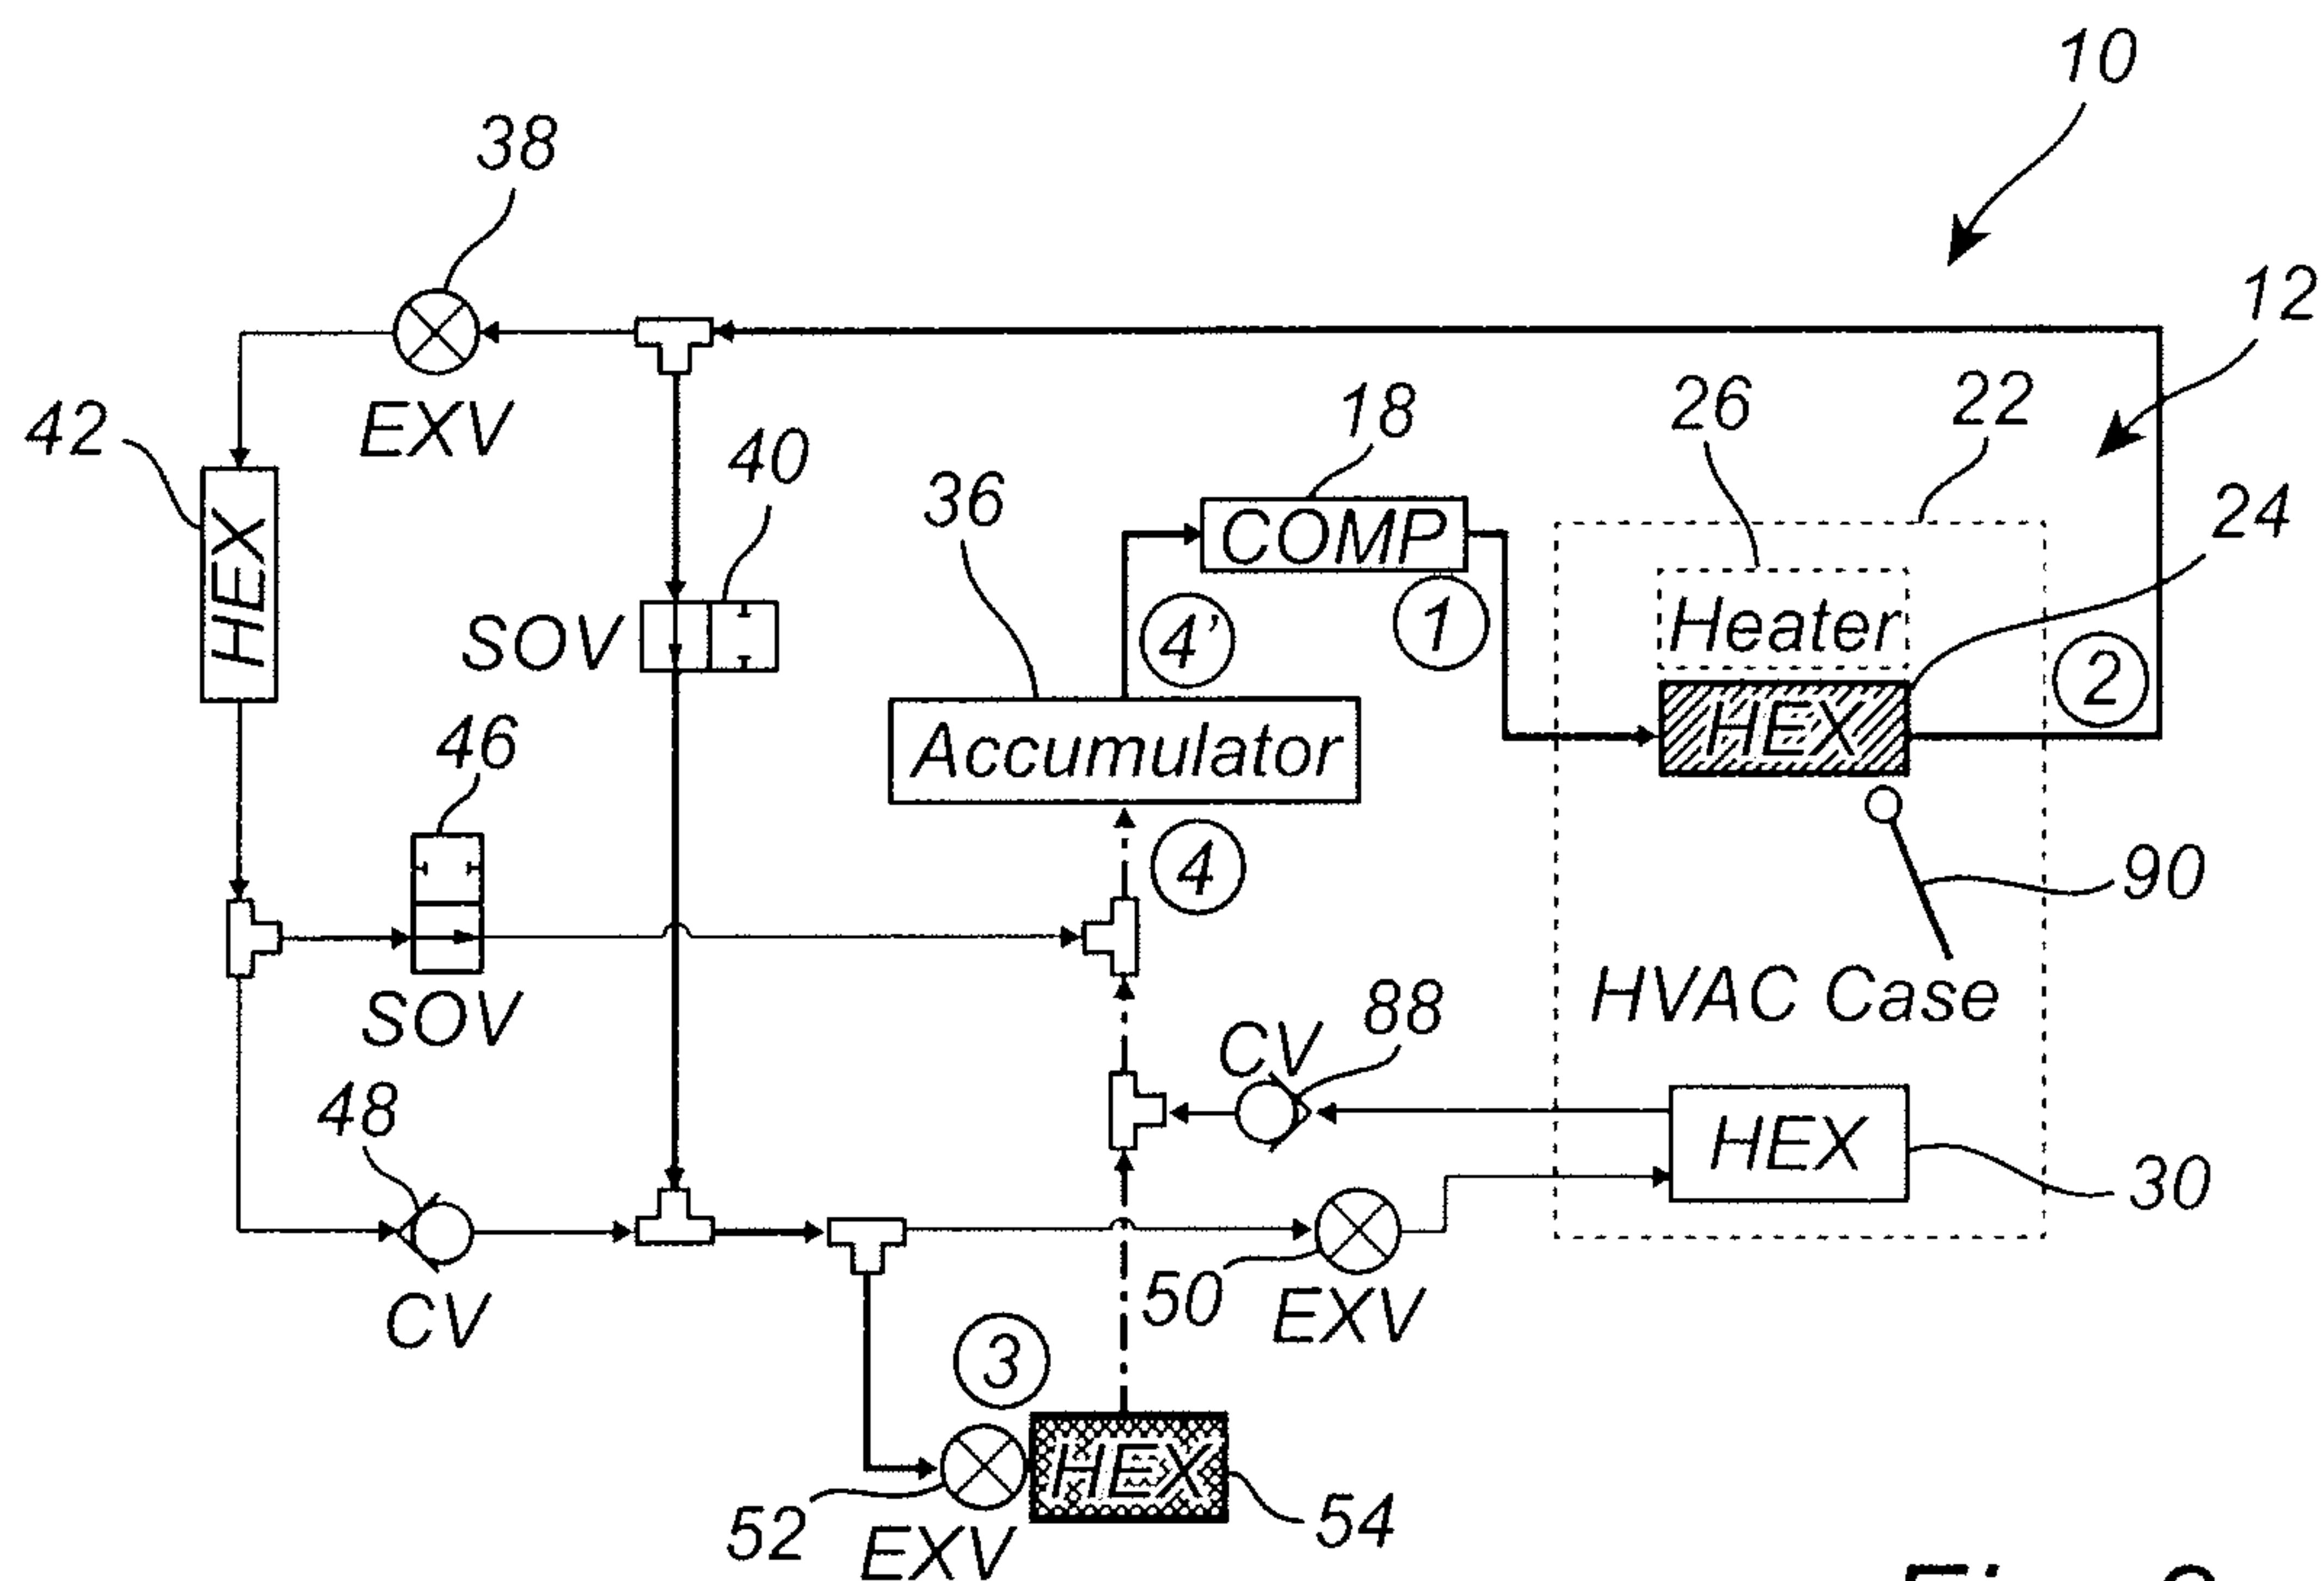 10
38
12
EXV
42
HEX
40
SOV
36
18
COMP
26
22
24
4'
1
Heater
HEX
2
Accumulator
46
SOV
4
90
HVAC Case
88
CV
48
CV
HEX
30
50
EXV
3
52
EXV
HEX
54